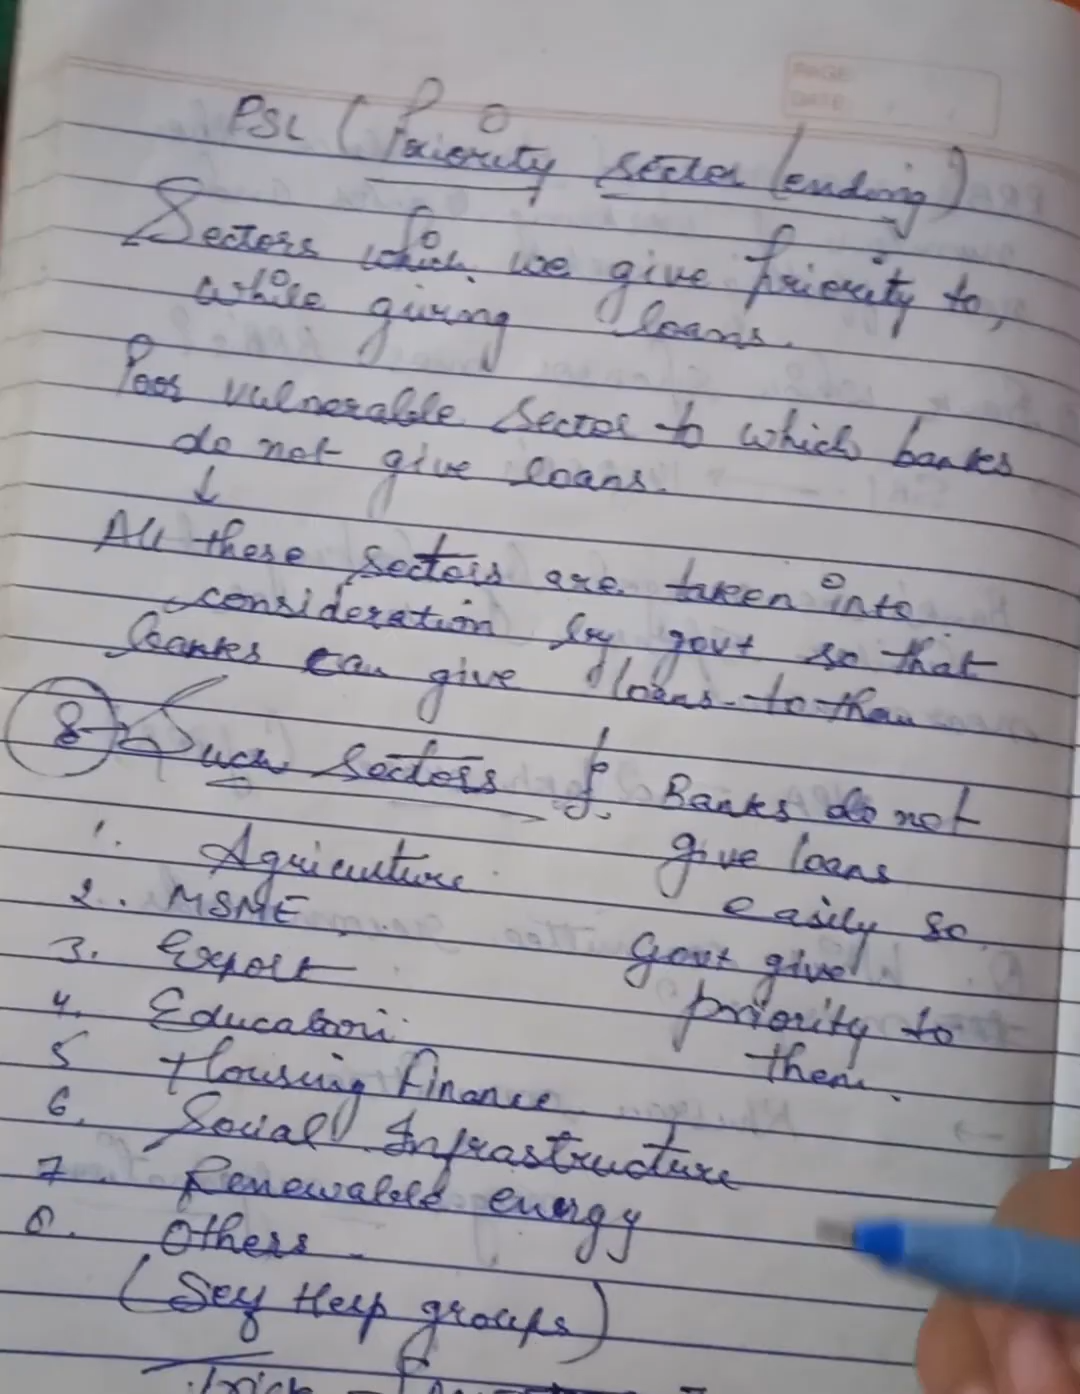 PAGE
DATE
PSL (Priority Sector Lending)
Sectors which we give priority to,
while giving loans.
Poor vulnerable Sector to which banks
do not give loans.
↓
All these sectors are taken into
consideration by govt so that
banks can give loans to them
8 Such Sectors
1. Agriculture
2. MSME
3. Export
4. Education
5 Housing Finance
6. Social Infrastructure
7. Renewable energy
8. Others
(Self Help groups)
Banks do not
give loans
easily so
Govt give
priority to
them.
Trick -